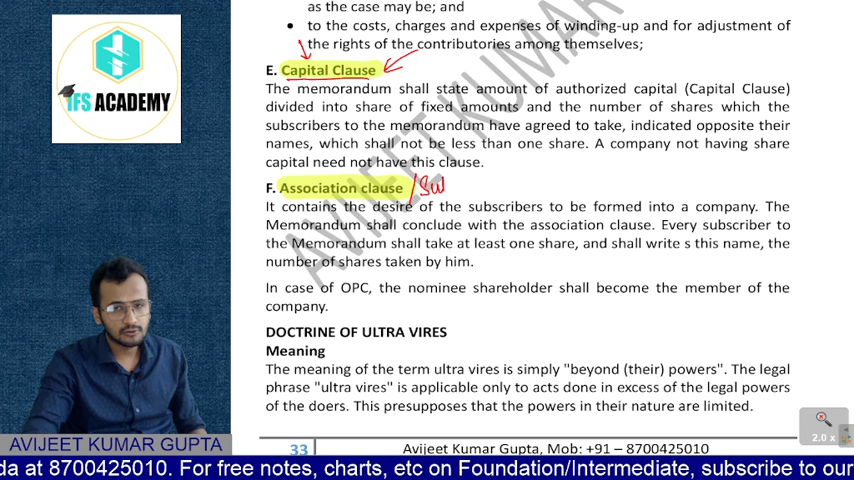 as the case may be; and
• to the costs, charges and expenses of winding-up and for adjustment of
the rights of the contributories among themselves;
E. Capital Clause
The memorandum shall state amount of authorized capital (Capital Clause)
divided into share of fixed amounts and the number of shares which the
subscribers to the memorandum have agreed to take, indicated opposite their
names, which shall not be less than one share. A company not having share
capital need not have this clause.
F. Association clause / Sul
It contains the desire of the subscribers to be formed into a company. The
Memorandum shall conclude with the association clause. Every subscriber to
the Memorandum shall take at least one share, and shall write s this name, the
number of shares taken by him.
In case of OPC, the nominee shareholder shall become the member of the
company.
DOCTRINE OF ULTRA VIRES
Meaning
The meaning of the term ultra vires is simply "beyond (their) powers". The legal
phrase "ultra vires" is applicable only to acts done in excess of the legal powers
of the doers. This presupposes that the powers in their nature are limited.
33 Avijeet Kumar Gupta, Mob: +91 – 8700425010
AVIJEET KUMAR
IFS ACADEMY
2.0 x
AVIJEET KUMAR GUPTA
da at 8700425010. For free notes, charts, etc on Foundation/Intermediate, subscribe to our